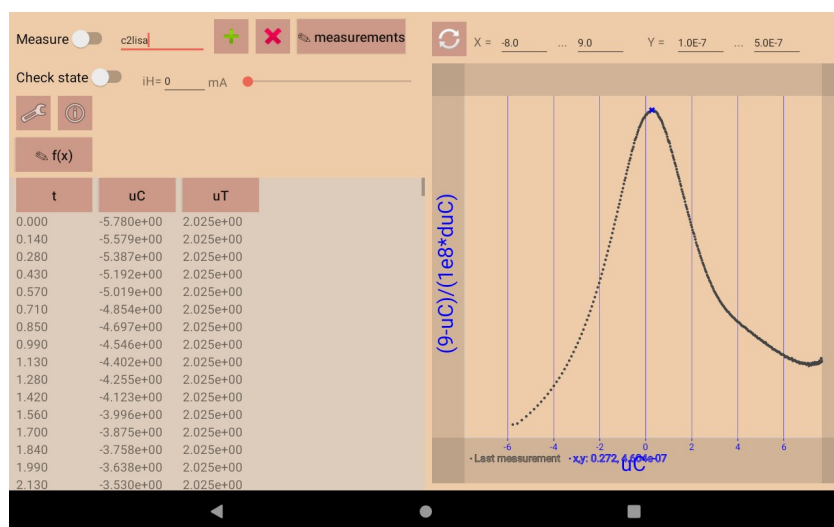 Measure c2lisa measurements
X = -8.0 ... 9.0 Y = 1.0E-7 ... 5.0E-7
Check state iH= 0 mA
f(x)
t uC uT
0.000 -5.780e+00 2.025e+00
0.140 -5.579e+00 2.025e+00
0.280 -5.387e+00 2.025e+00
0.430 -5.192e+00 2.025e+00
0.570 -5.019e+00 2.025e+00
0.710 -4.854e+00 2.025e+00
0.850 -4.697e+00 2.025e+00
0.990 -4.546e+00 2.025e+00
1.130 -4.402e+00 2.025e+00
1.280 -4.255e+00 2.025e+00
1.420 -4.123e+00 2.025e+00
1.560 -3.996e+00 2.025e+00
1.700 -3.875e+00 2.025e+00
1.840 -3.758e+00 2.025e+00
1.990 -3.638e+00 2.025e+00
2.130 -3.530e+00 2.025e+00
(9-uC)/(1e8*duC)
-6 -4 -2 0 2 4 6
· Last measurement · x,y: 0.272,
uC